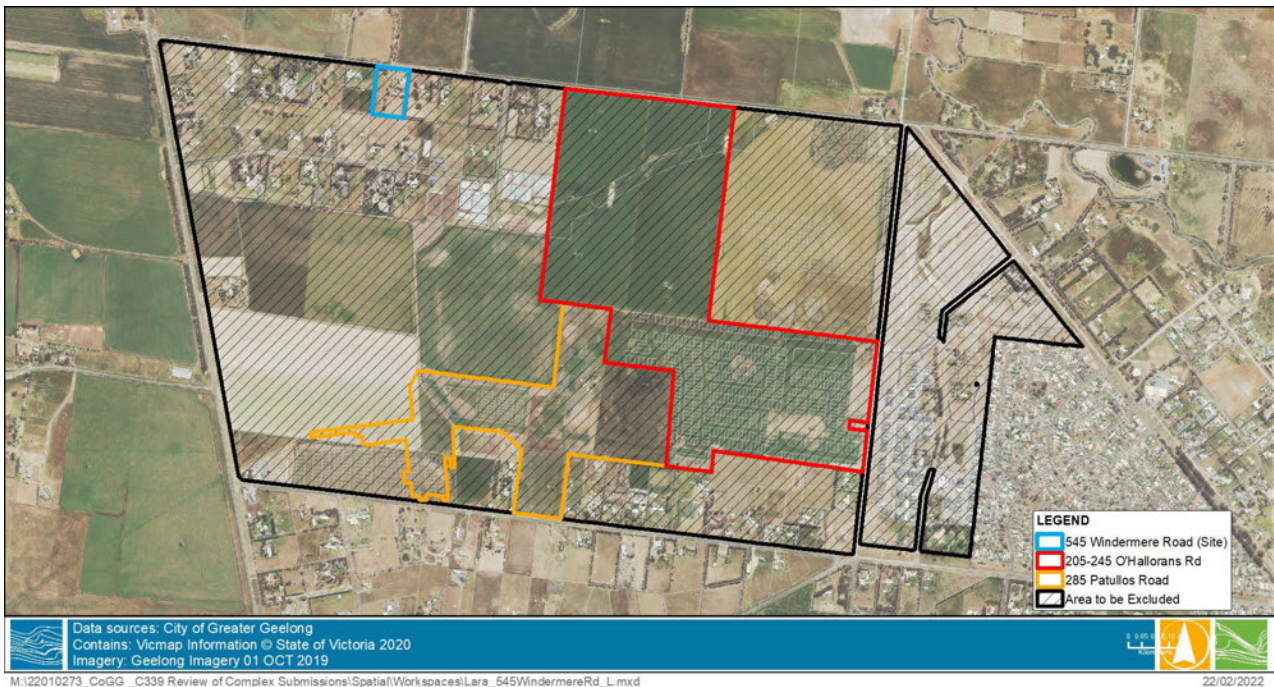 LEGEND
545 Windermere Road (Site)
205-245 O'Hallorans Rd
285 Patullos Road
Area to be Excluded
Data sources: City of Greater Geelong
Contains: Vicmap Information © State of Victoria 2020
Imagery: Geelong Imagery 01 OCT 2019
M:\22010273_CoGG _C339 Review of Complex Submissions\Spatial\Workspaces\Lara_545WindermereRd_L.mxd
22/02/2022